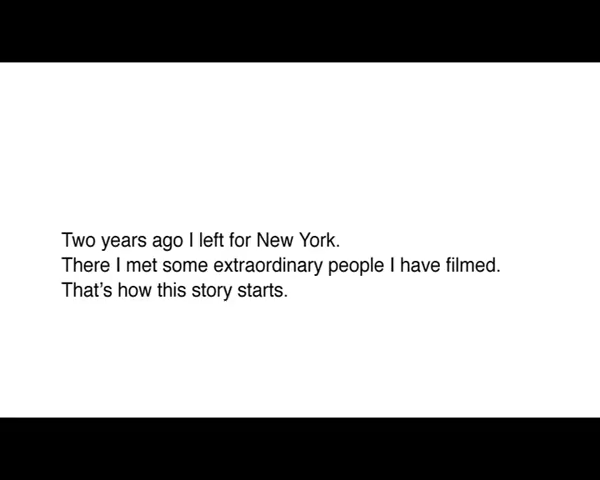 Two years ago I left for New York.
There I met some extraordinary people I have filmed.
That's how this story starts.